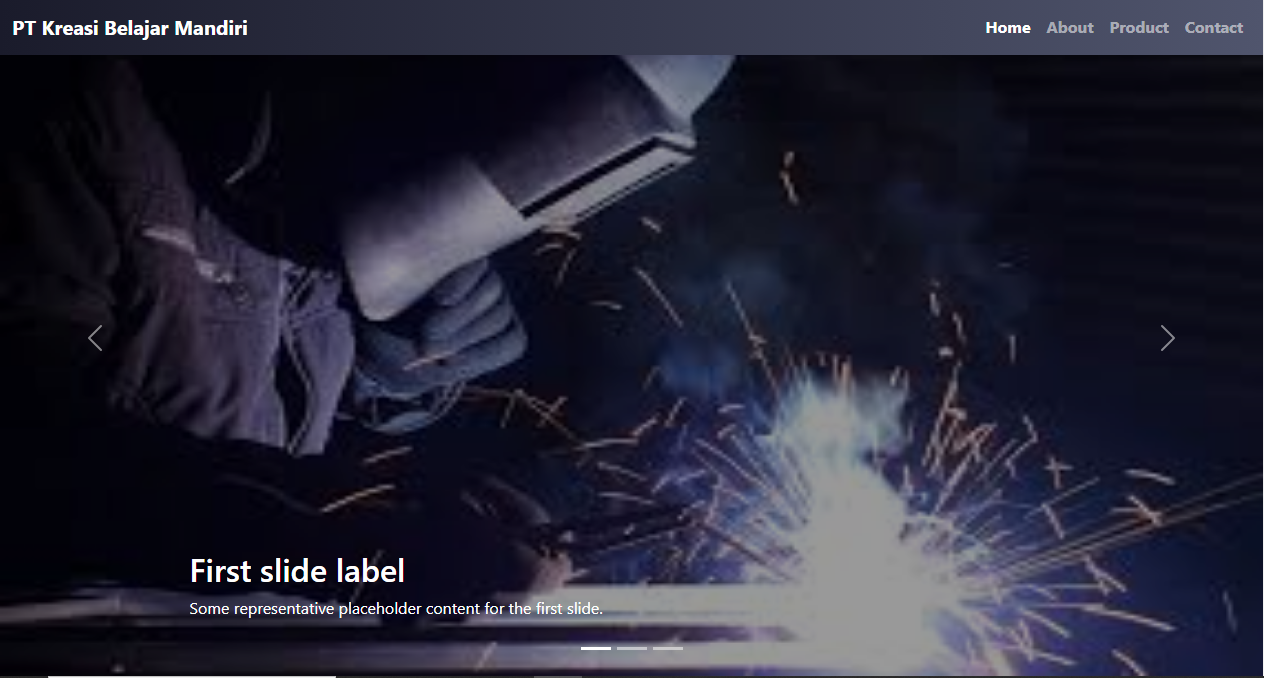 PT Kreasi Belajar Mandiri
Home About Product Contact
First slide label
Some representative placeholder content for the first slide.